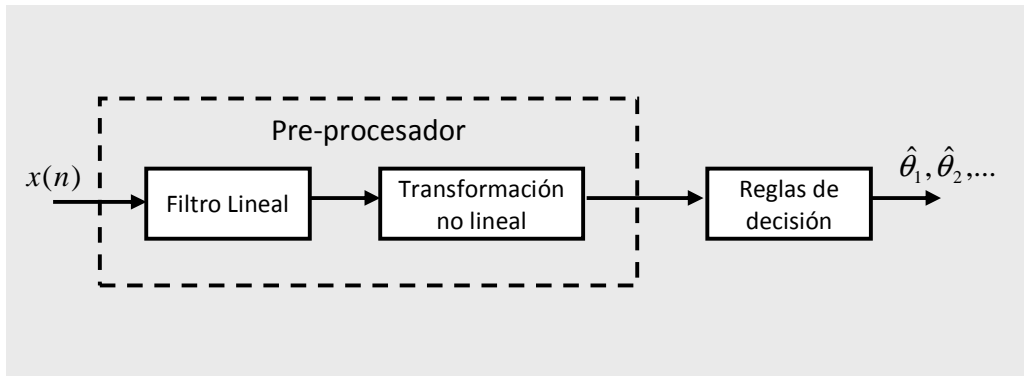 Pre-procesador
x(n)
Filtro Lineal
Transformación
no lineal
Reglas de
decisión
θ̂₁, θ̂₂,...